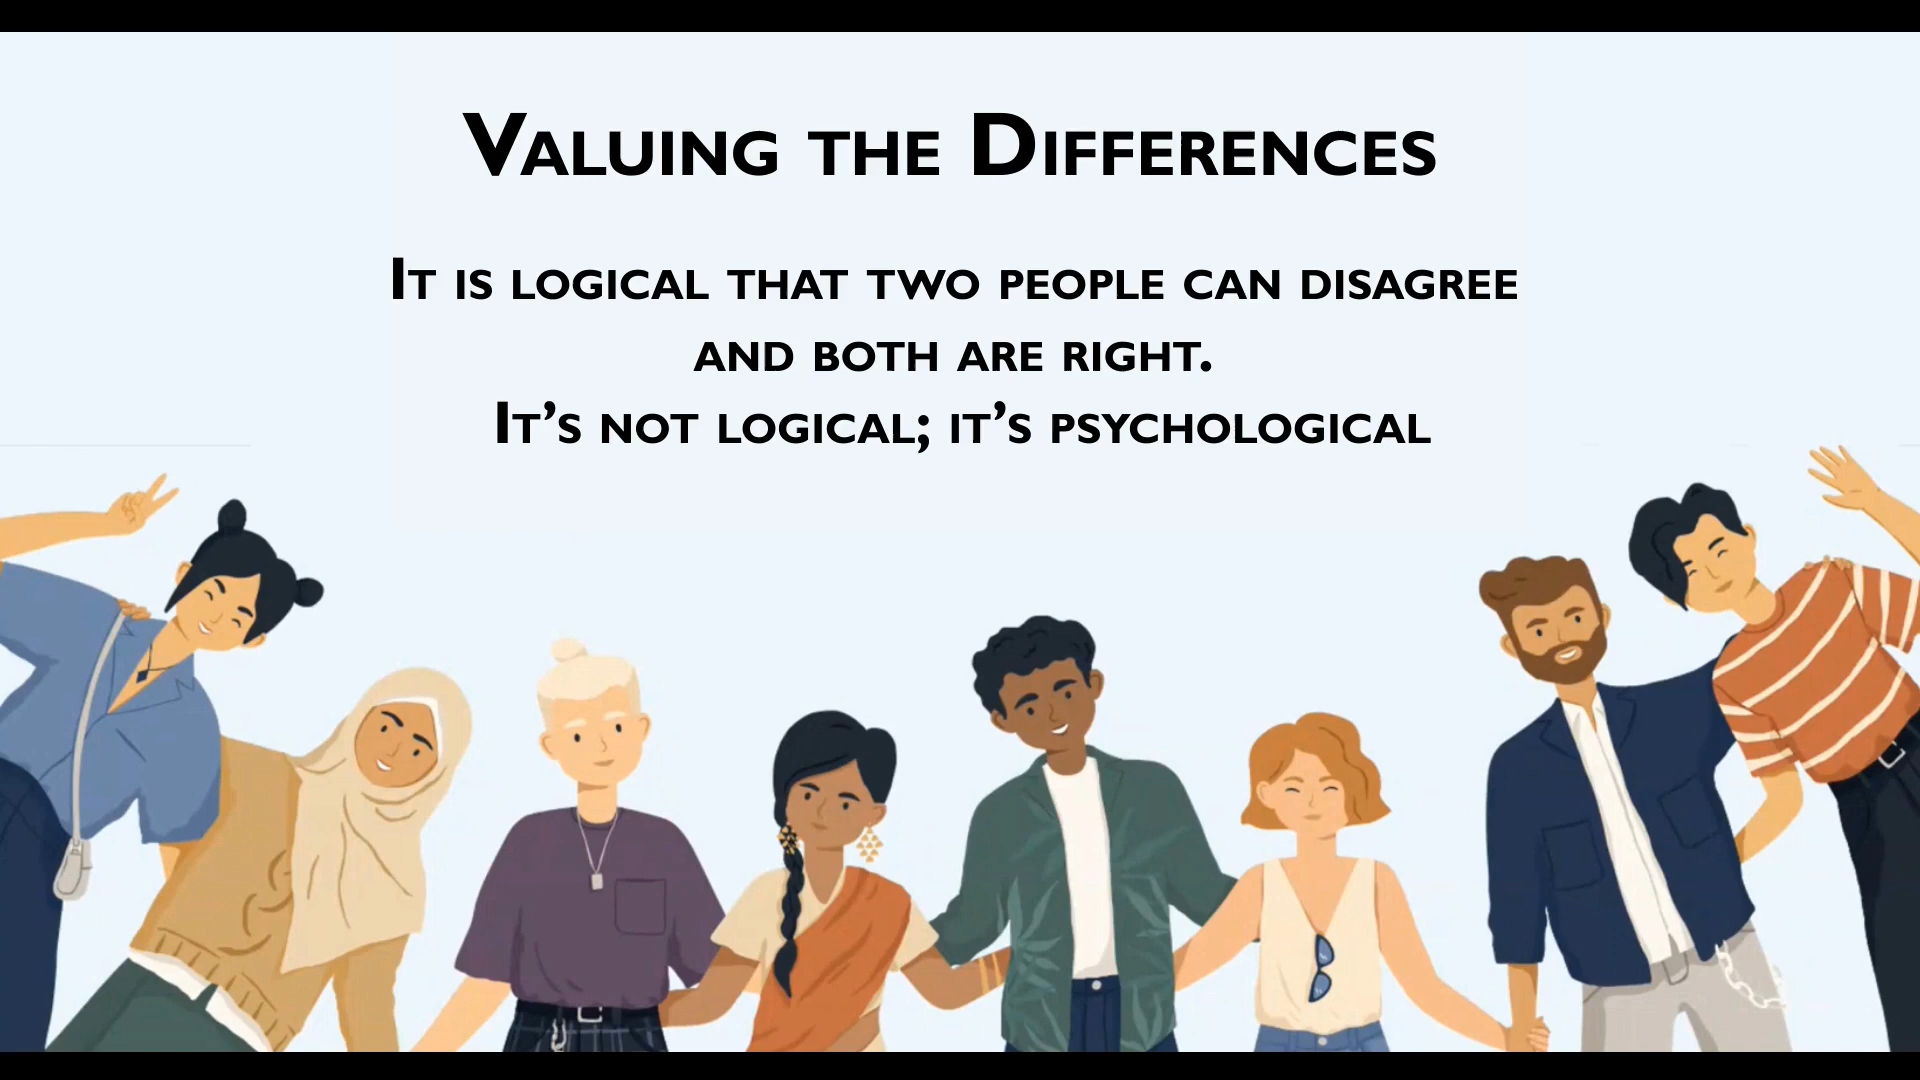 Valuing the Differences
It is logical that two people can disagree
and both are right.
It’s not logical; it’s psychological